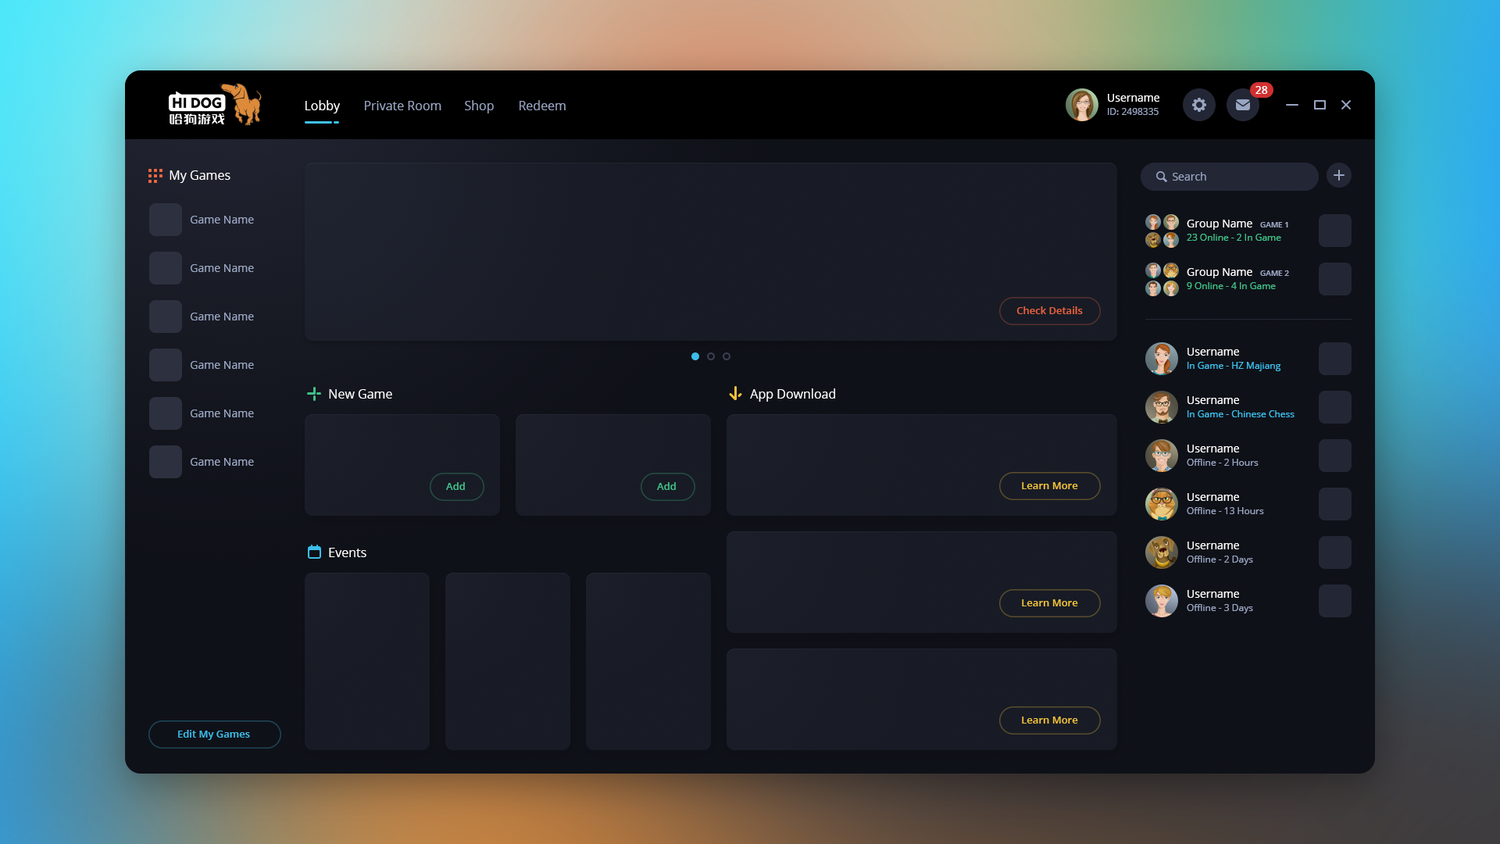 HI DOG
哈狗游戏
Lobby
Private Room
Shop
Redeem
Username
ID: 2498335
28
My Games
Game Name
Game Name
Game Name
Game Name
Game Name
Game Name
Edit My Games
Check Details
New Game
Add
Add
Events
App Download
Learn More
Learn More
Learn More
Search
Group Name GAME 1
23 Online - 2 In Game
Group Name GAME 2
9 Online - 4 In Game
Username
In Game - HZ Majiang
Username
In Game - Chinese Chess
Username
Offline - 2 Hours
Username
Offline - 13 Hours
Username
Offline - 2 Days
Username
Offline - 3 Days